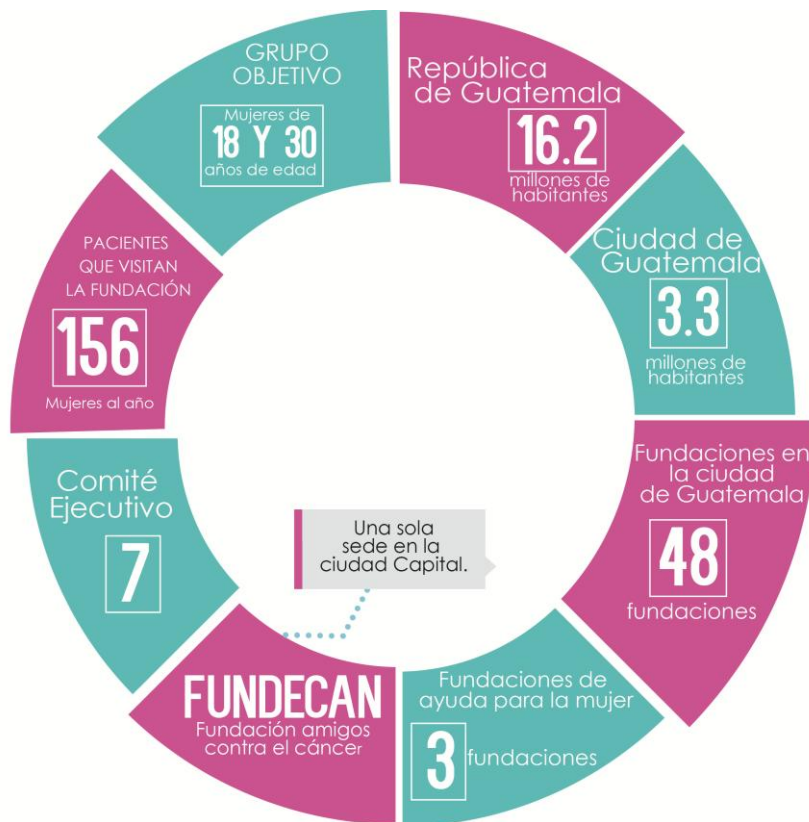 República
de Guatemala
16.2
millones de
habitantes
Ciudad de
Guatemala
3.3
millones de
habitantes
Fundaciones en
la ciudad
de Guatemala
48
fundaciones
Fundaciones de
ayuda para la mujer
3 fundaciones
FUNDECAN
Fundación amigos
contra el cáncer
Una sola
sede en la
ciudad Capital.
Comité
Ejecutivo
7
PACIENTES
QUE VISITAN
LA FUNDACIÓN
156
Mujeres al año
GRUPO
OBJETIVO
Mujeres de
18 Y 30
años de edad